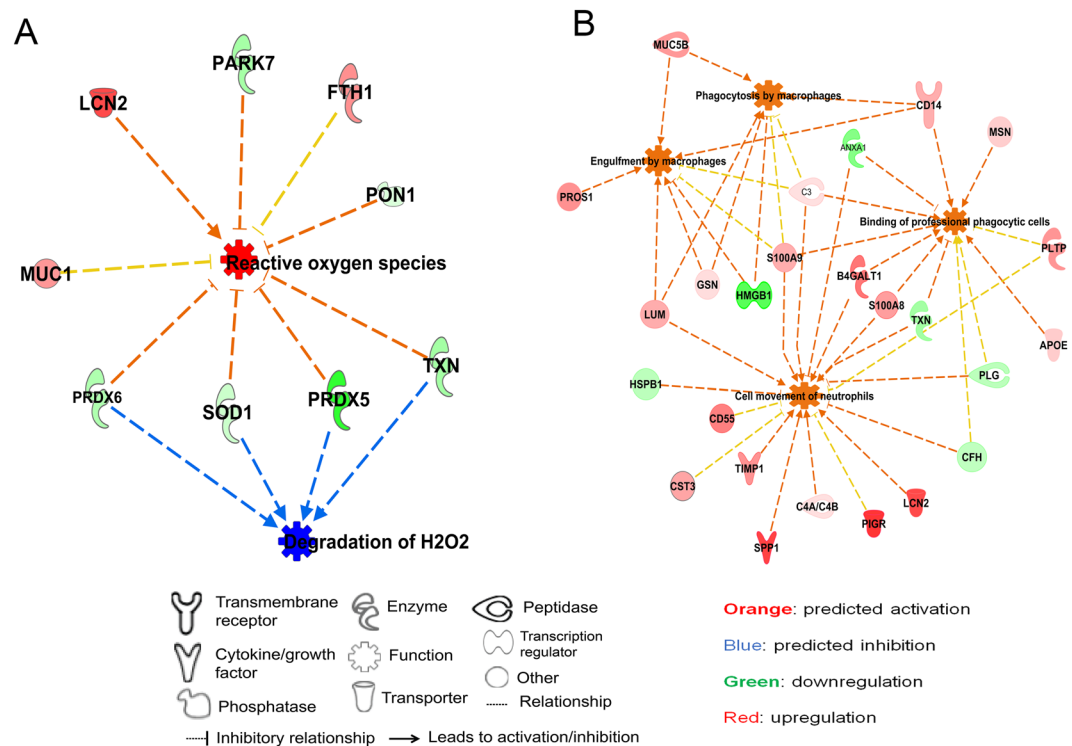 A
PARK7
LCN2
FTH1
PON1
Reactive oxygen species
MUC1
TXN
PRDX6
SOD1
PRDX5
Degradation of H2O2
B
MUC5B
Phagocytosis by macrophages
CD14
MSN
ANXA1
Engulfment by macrophages
PROS1
C3
Binding of professional phagocytic cells
PLTP
S100A9
B4GALT1
GSN
HMGB1
S100A8
LUM
TXN
APOE
HSPB1
PLG
Cell movement of neutrophils
CD55
CFH
TIMP1
CST3
C4A/C4B
LCN2
PIGR
SPP1
Transmembrane
receptor
Enzyme
Peptidase
Cytokine/growth
factor
Function
Transcription
regulator
Other
Phosphatase
Transporter
Relationship
Inhibitory relationship
Leads to activation/inhibition
Orange: predicted activation
Blue: predicted inhibition
Green: downregulation
Red: upregulation